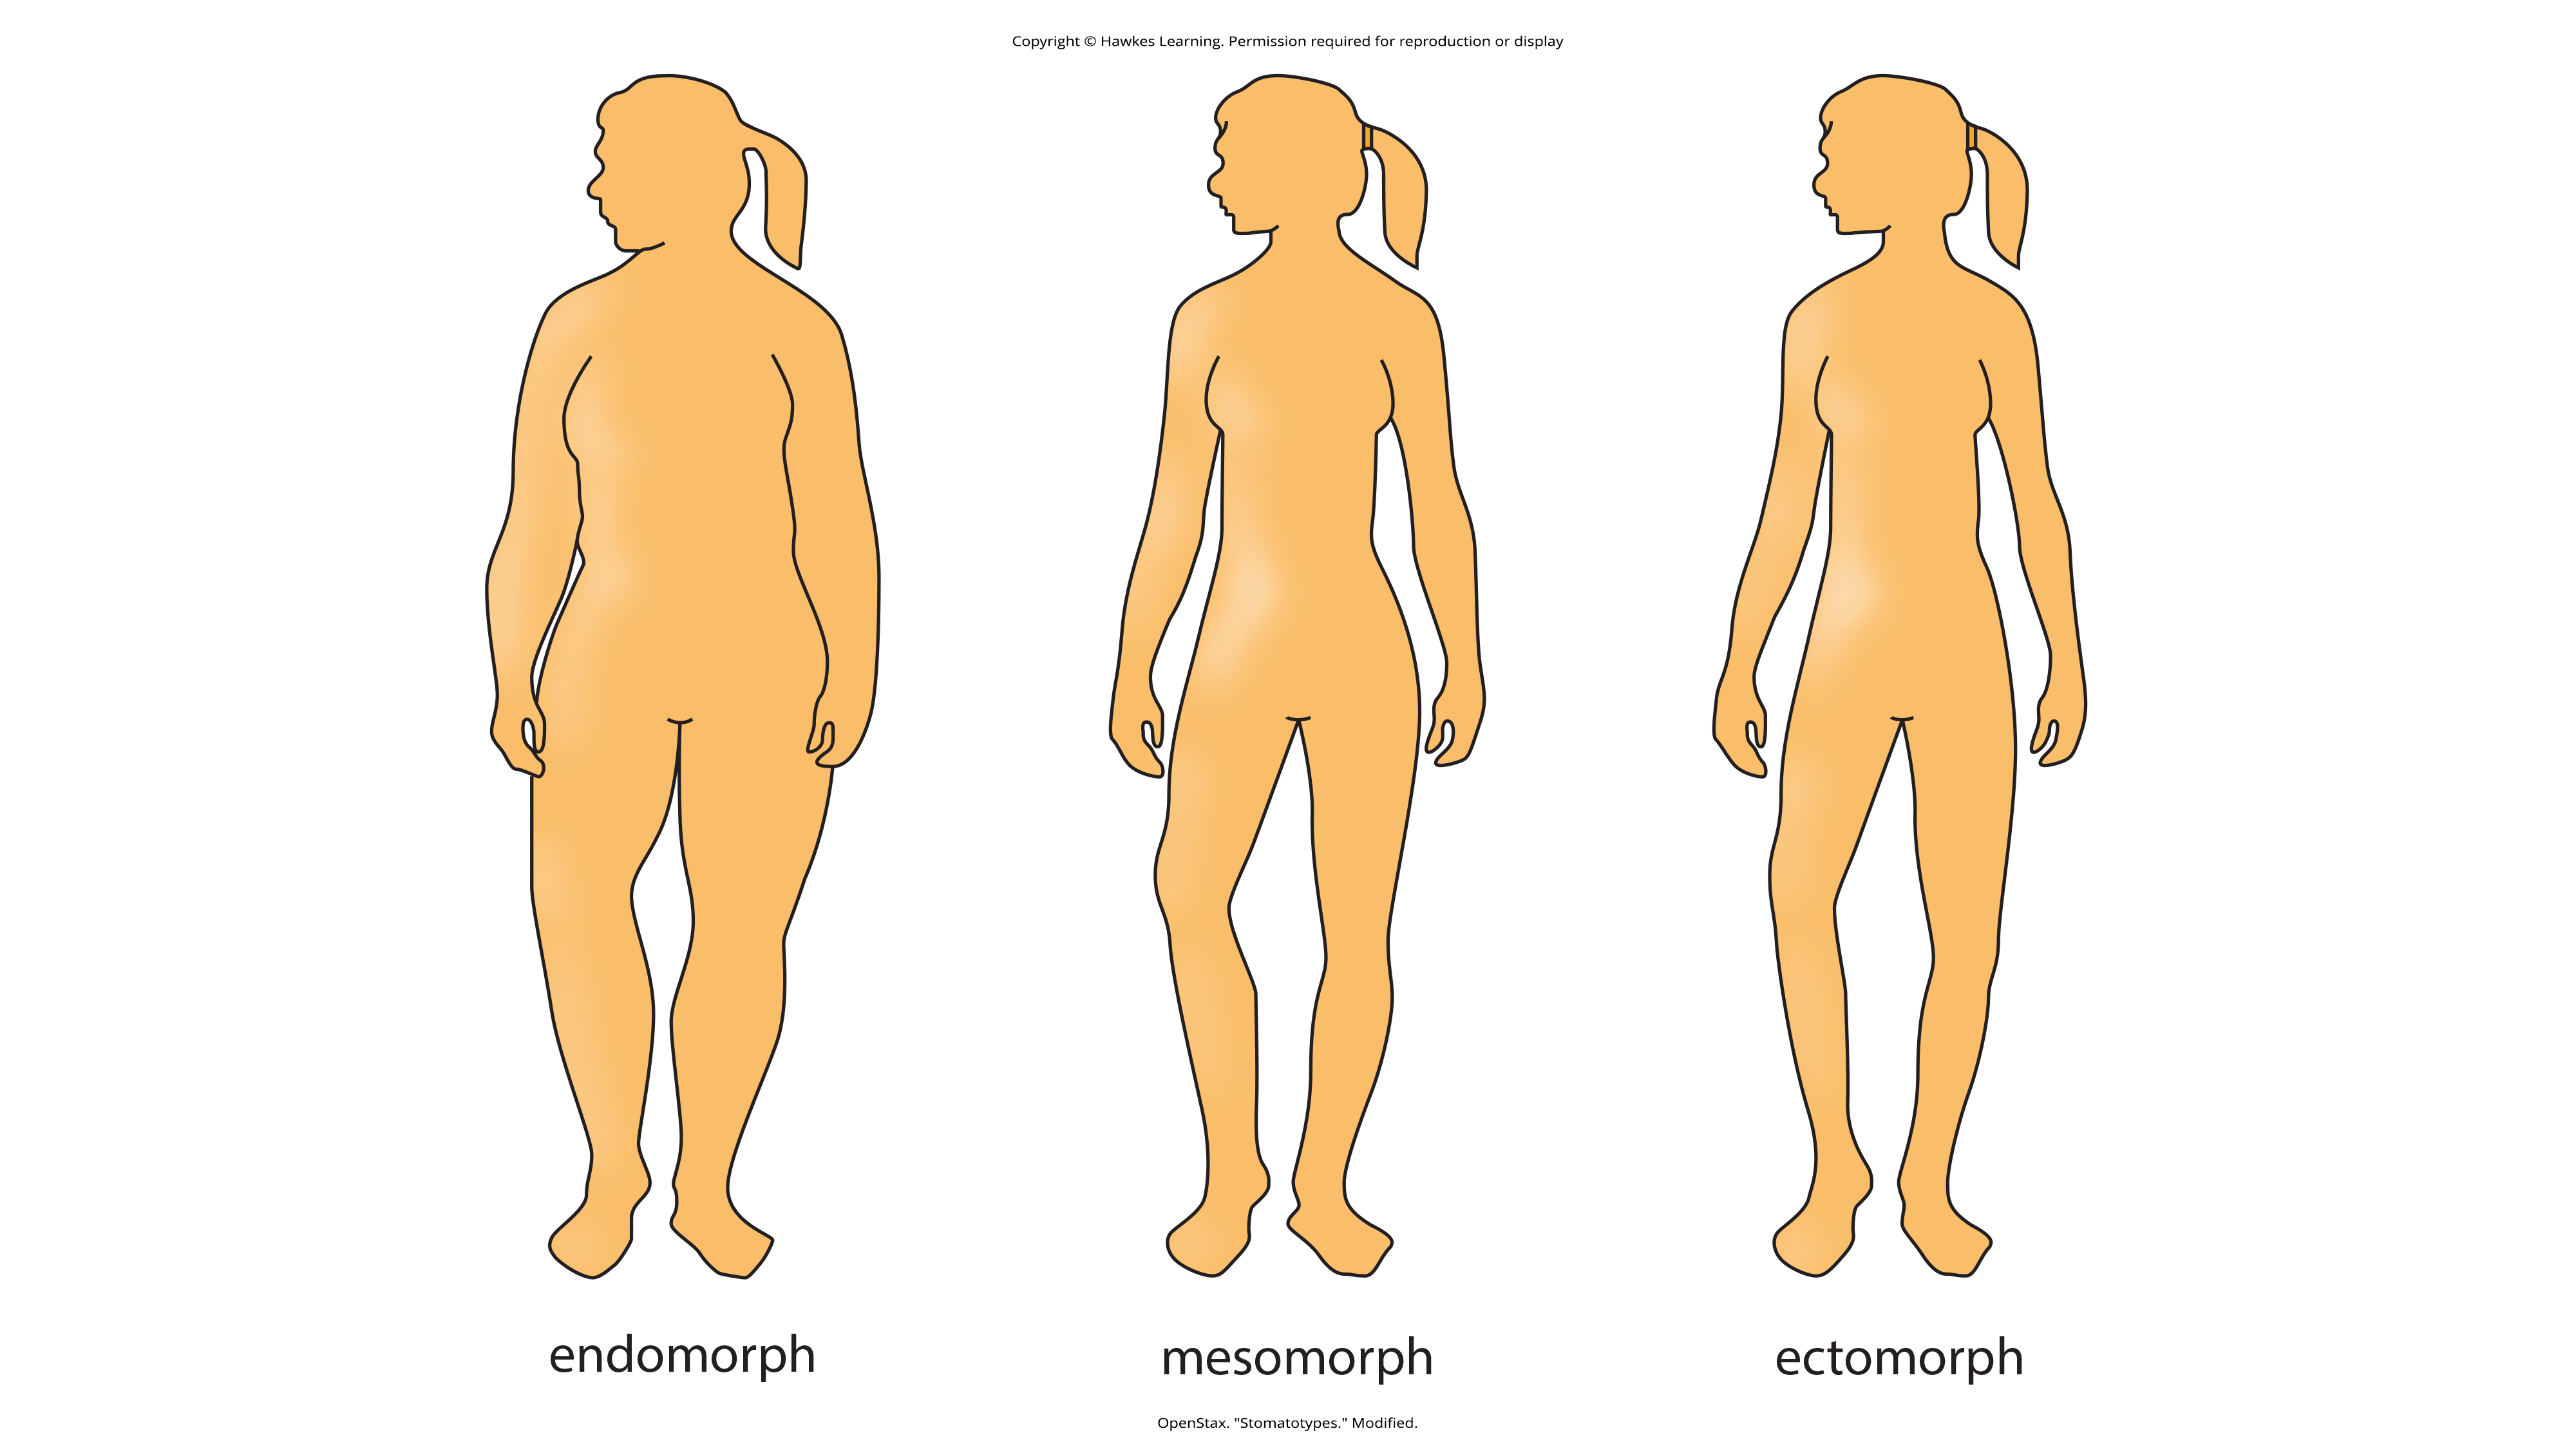 Copyright © Hawkes Learning. Permission required for reproduction or display
endomorph
mesomorph
ectomorph
OpenStax. "Stomatotypes." Modified.